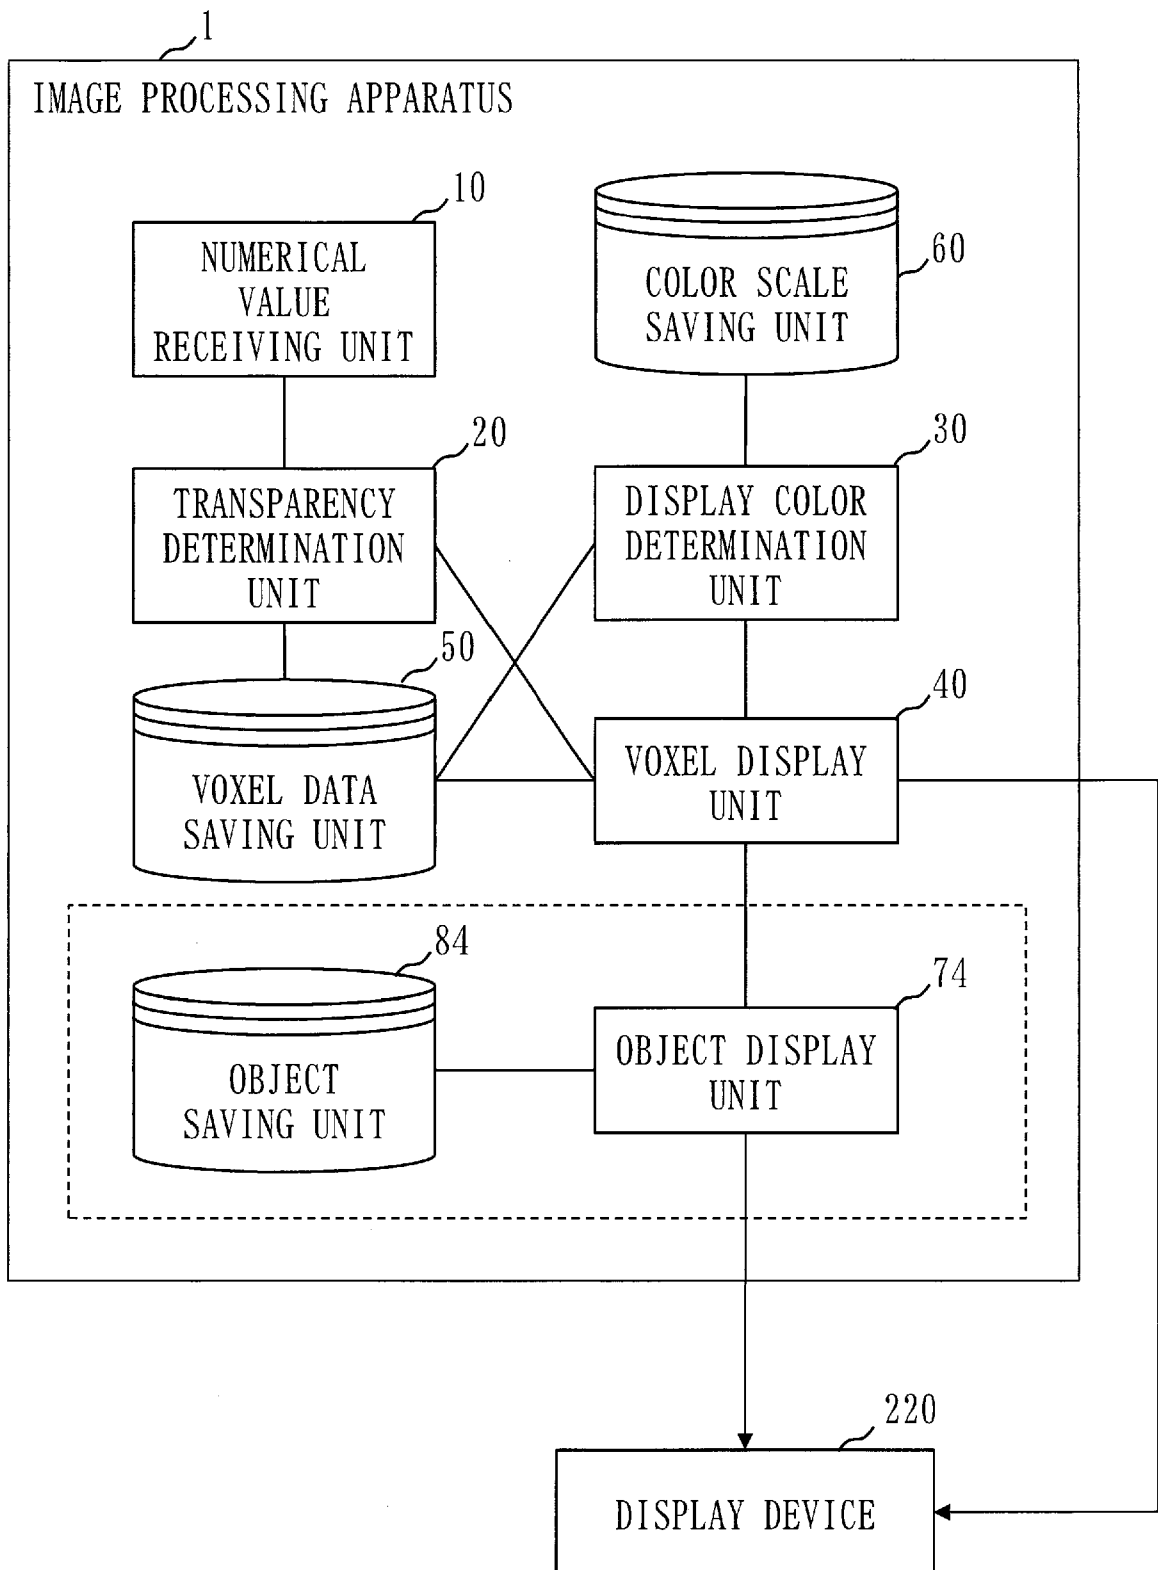 1
IMAGE PROCESSING APPARATUS
10
NUMERICAL
VALUE
RECEIVING UNIT
60
COLOR SCALE
SAVING UNIT
20
TRANSPARENCY
DETERMINATION
UNIT
30
DISPLAY COLOR
DETERMINATION
UNIT
50
VOXEL DATA
SAVING UNIT
40
VOXEL DISPLAY
UNIT
84
OBJECT
SAVING UNIT
74
OBJECT DISPLAY
UNIT
220
DISPLAY DEVICE